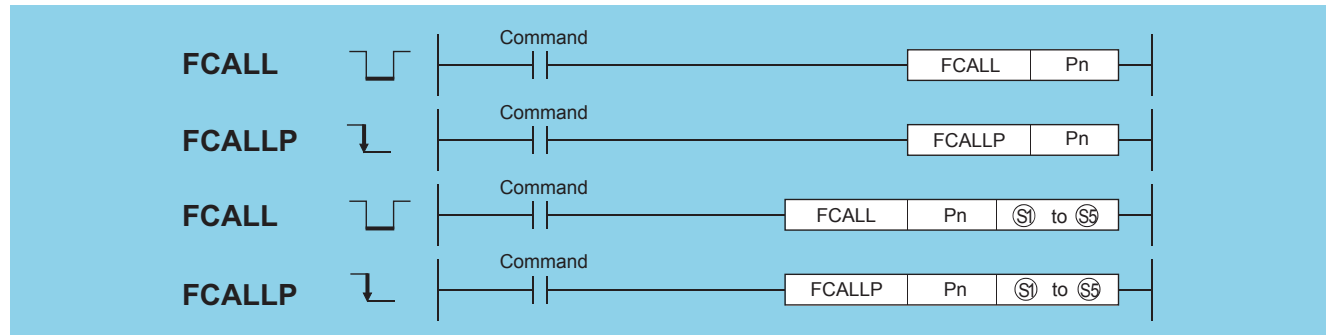 Command
FCALL FCALL Pn
Command
FCALLP FCALLP Pn
Command
FCALL FCALL Pn S1 to S5
Command
FCALLP FCALLP Pn S1 to S5